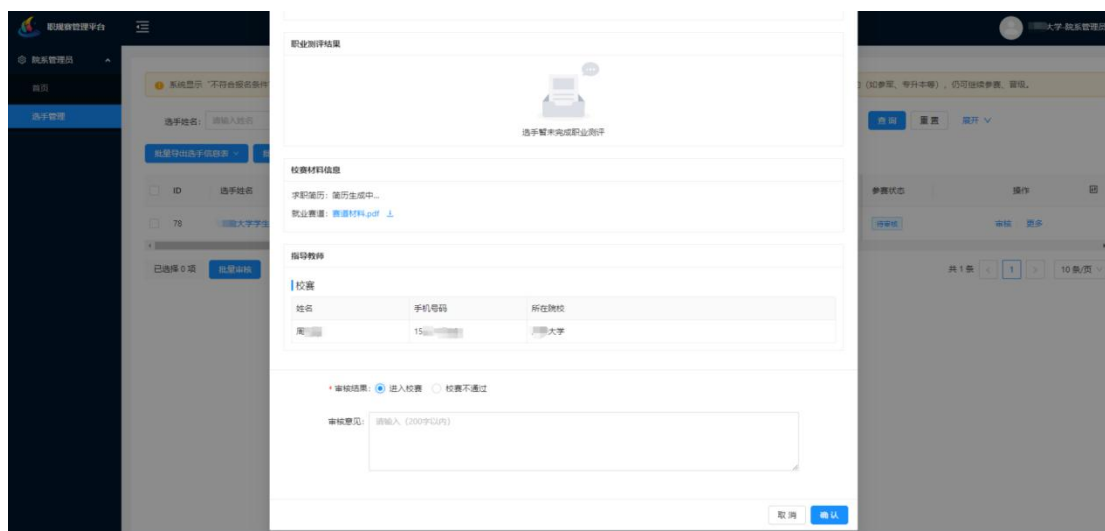 职规赛管理平台
大学-院系管理员
院系管理员
首页
选手管理
系统显示“不符合报名条件”
(如参军、专升本等），仍可继续参赛、晋级。
选手姓名： 请输入姓名
查询 重置 展开
批量导出选手信息表
ID 选手姓名 参赛状态 操作
78 大学学生 待审核 审核 更多
已选择 0 项 批量审核
共 1 条 1 10 条/页
职业测评结果
选手暂未完成职业测评
校赛材料信息
求职简历： 简历生成中...
就业赛道： 赛道材料.pdf
指导教师
校赛
姓名 手机号码 所在院校
周 15 大学
* 审核结果： 进入校赛 校赛不通过
审核意见： 请输入（200字以内）
取消 确认